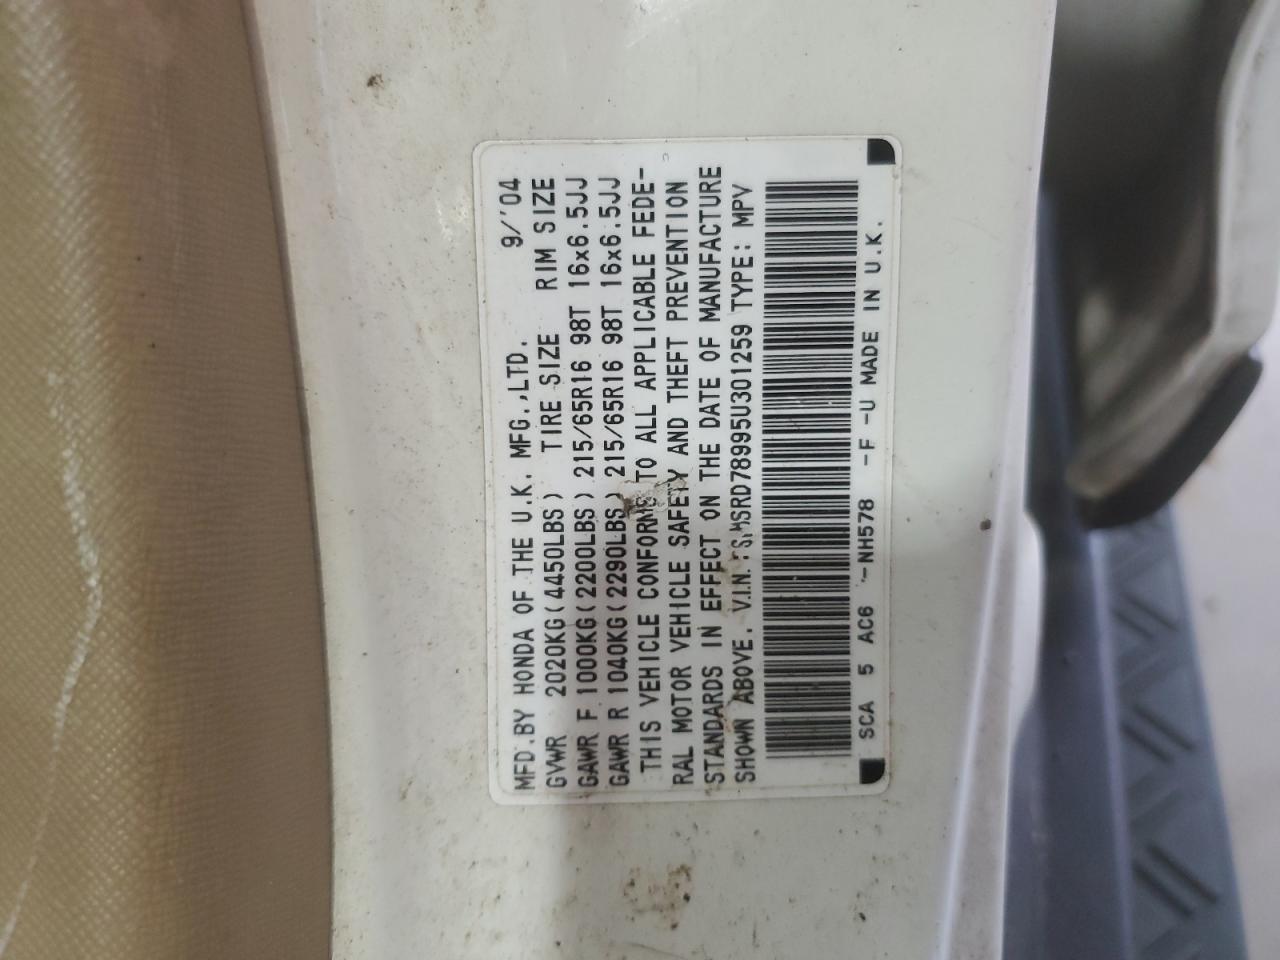 MFD.BY HONDA OF THE U.K. MFG.,LTD. 9/'04
GVWR 2020KG(4450LBS) TIRE SIZE RIM SIZE
GAWR F 1000KG(2200LBS) 215/65R16 98T 16x6.5JJ
GAWR R 1040KG(2290LBS) 215/65R16 98T 16x6.5JJ
THIS VEHICLE CONFORMS TO ALL APPLICABLE FEDE-
RAL MOTOR VEHICLE SAFETY AND THEFT PREVENTION
STANDARDS IN EFFECT ON THE DATE OF MANUFACTURE
SHOWN ABOVE. V.I.N.: SHSRD78995U301259 TYPE: MPV
SCA 5 AC6 -NH578 -F -U MADE IN U.K.